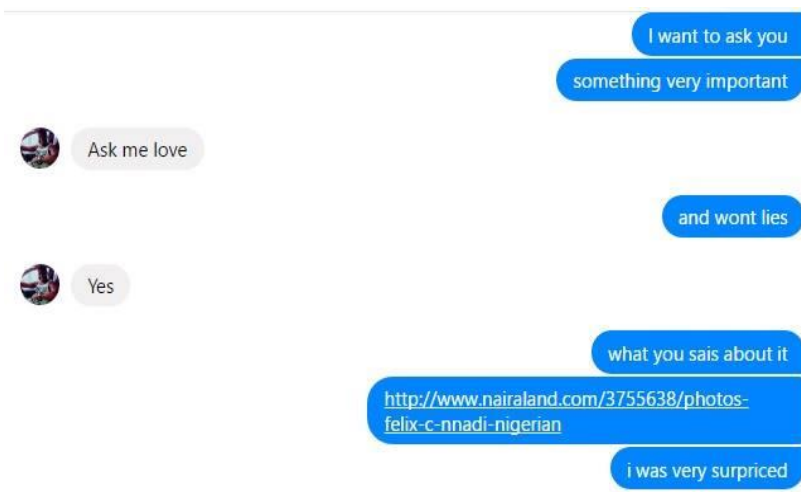 I want to ask you
something very important
Ask me love
and wont lies
Yes
what you sais about it
http://www.nairaland.com/3755638/photos-
felix-c-nnadi-nigerian
i was very surpriced